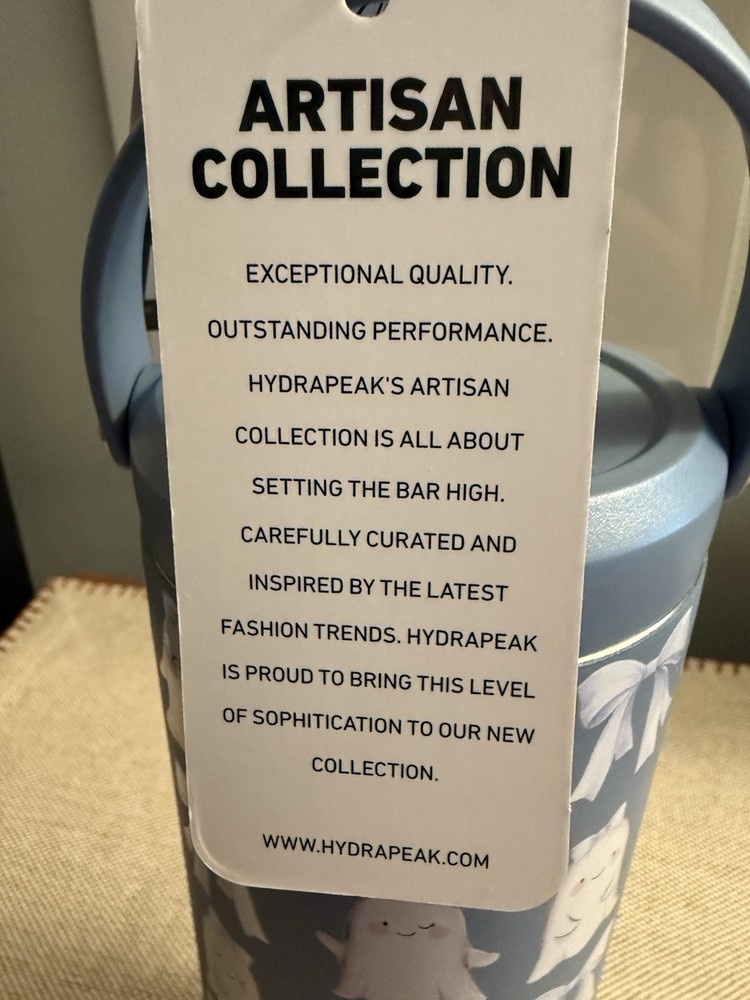 ARTISAN
COLLECTION
EXCEPTIONAL QUALITY.
OUTSTANDING PERFORMANCE.
HYDRAPEAK'S ARTISAN
COLLECTION IS ALL ABOUT
SETTING THE BAR HIGH.
CAREFULLY CURATED AND
INSPIRED BY THE LATEST
FASHION TRENDS. HYDRAPEAK
IS PROUD TO BRING THIS LEVEL
OF SOPHITICATION TO OUR NEW
COLLECTION.
WWW.HYDRAPEAK.COM